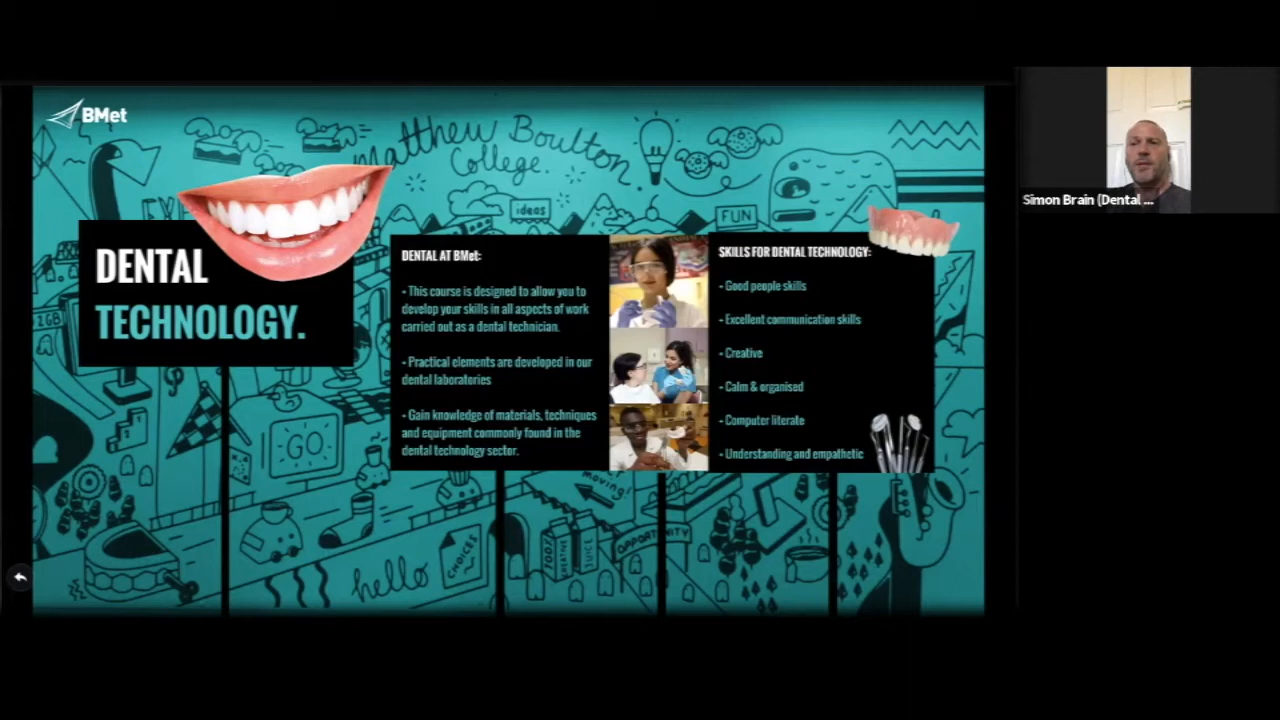 BMet
Matthew Boulton
College.
ideas
FUN
DENTAL
TECHNOLOGY.
DENTAL AT BMet:
- This course is designed to allow you to
develop your skills in all aspects of work
carried out as a dental technician.
- Practical elements are developed in our
dental laboratories
- Gain knowledge of materials, techniques
and equipment commonly found in the
dental technology sector.
SKILLS FOR DENTAL TECHNOLOGY:
- Good people skills
- Excellent communication skills
- Creative
- Calm & organised
- Computer literate
- Understanding and empathetic
Simon Brain (Dental ...
2GB
GO
moving!
OPPORTUNITY
hello
CHOICES
JUICE